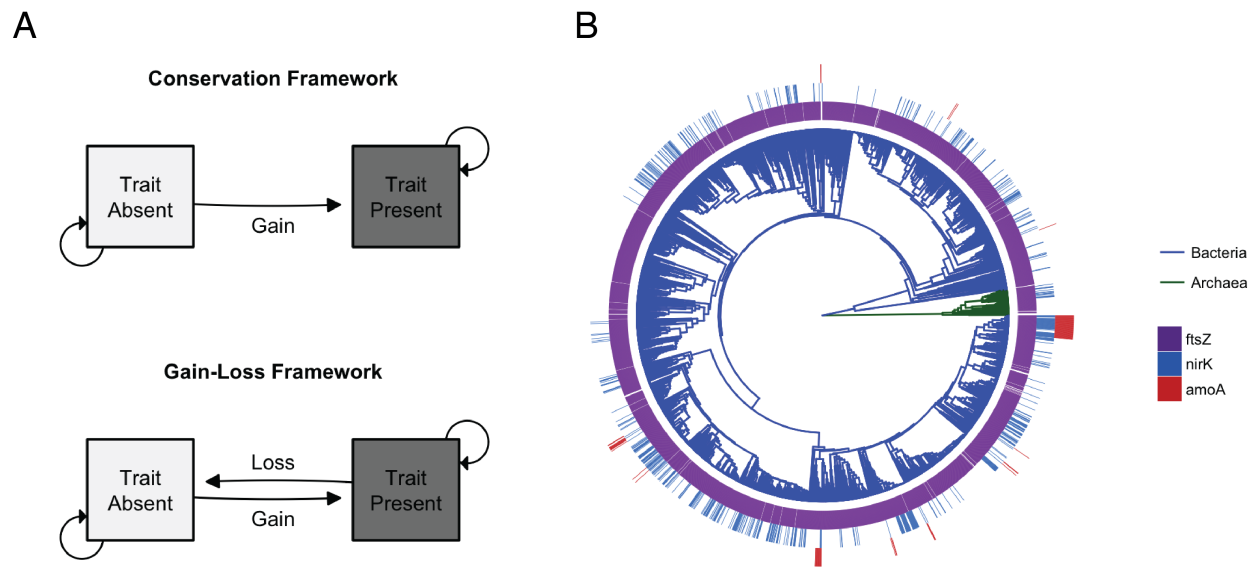 A
Conservation Framework
Trait
Absent
Gain
Trait
Present
Gain-Loss Framework
Trait
Absent
Loss
Gain
Trait
Present
B
Bacteria
Archaea
ftsZ
nirK
amoA